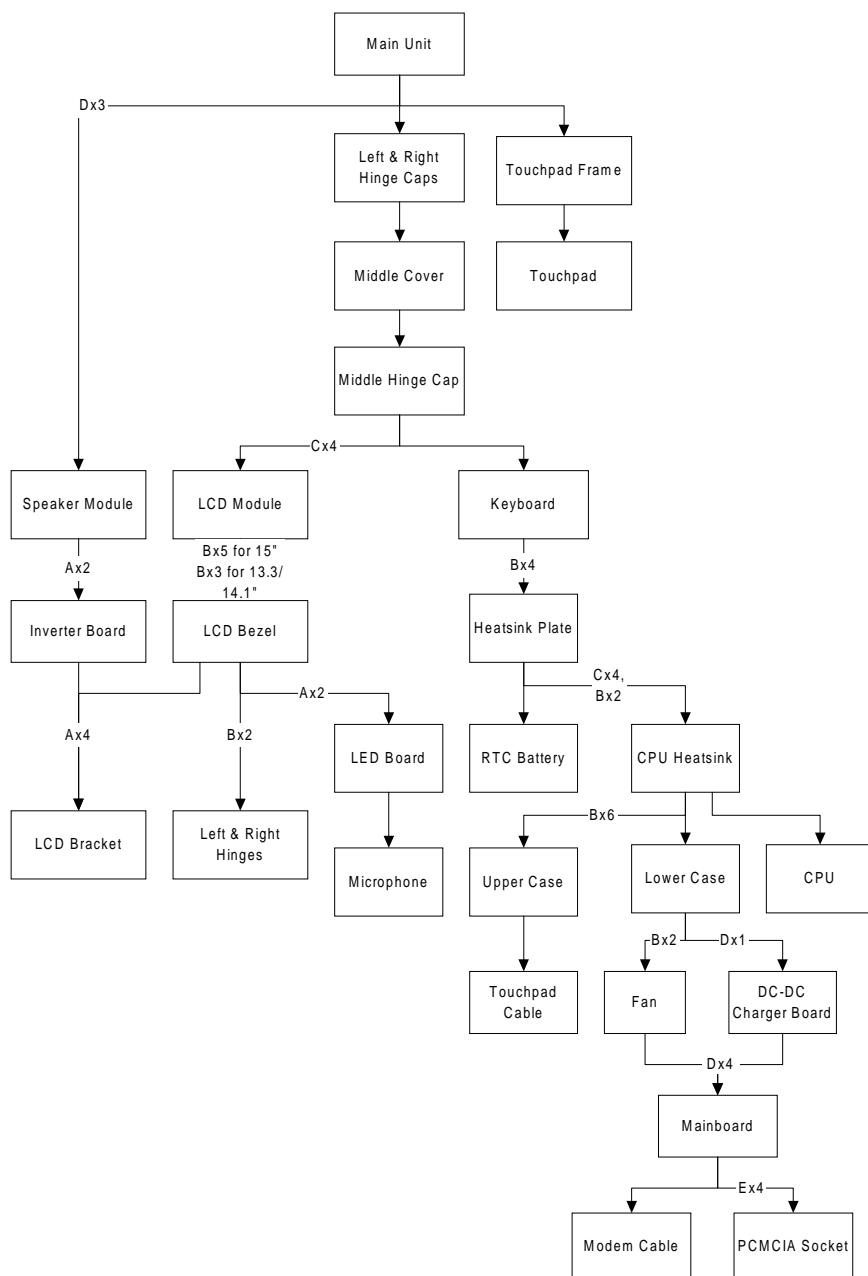 Main Unit
Dx3
Left & Right
Hinge Caps
Touchpad Frame
Middle Cover
Touchpad
Middle Hinge Cap
Cx4
Speaker Module
LCD Module
Keyboard
Ax2
Bx5 for 15"
Bx3 for 13.3/
14.1"
Bx4
Inverter Board
LCD Bezel
Heatsink Plate
Ax2
Cx4,
Bx2
Ax4
Bx2
LED Board
RTC Battery
CPU Heatsink
Bx6
LCD Bracket
Left & Right
Hinges
Microphone
Upper Case
Lower Case
CPU
Bx2
Dx1
Touchpad
Cable
Fan
DC-DC
Charger Board
Dx4
Mainboard
Ex4
Modem Cable
PCMCIA Socket